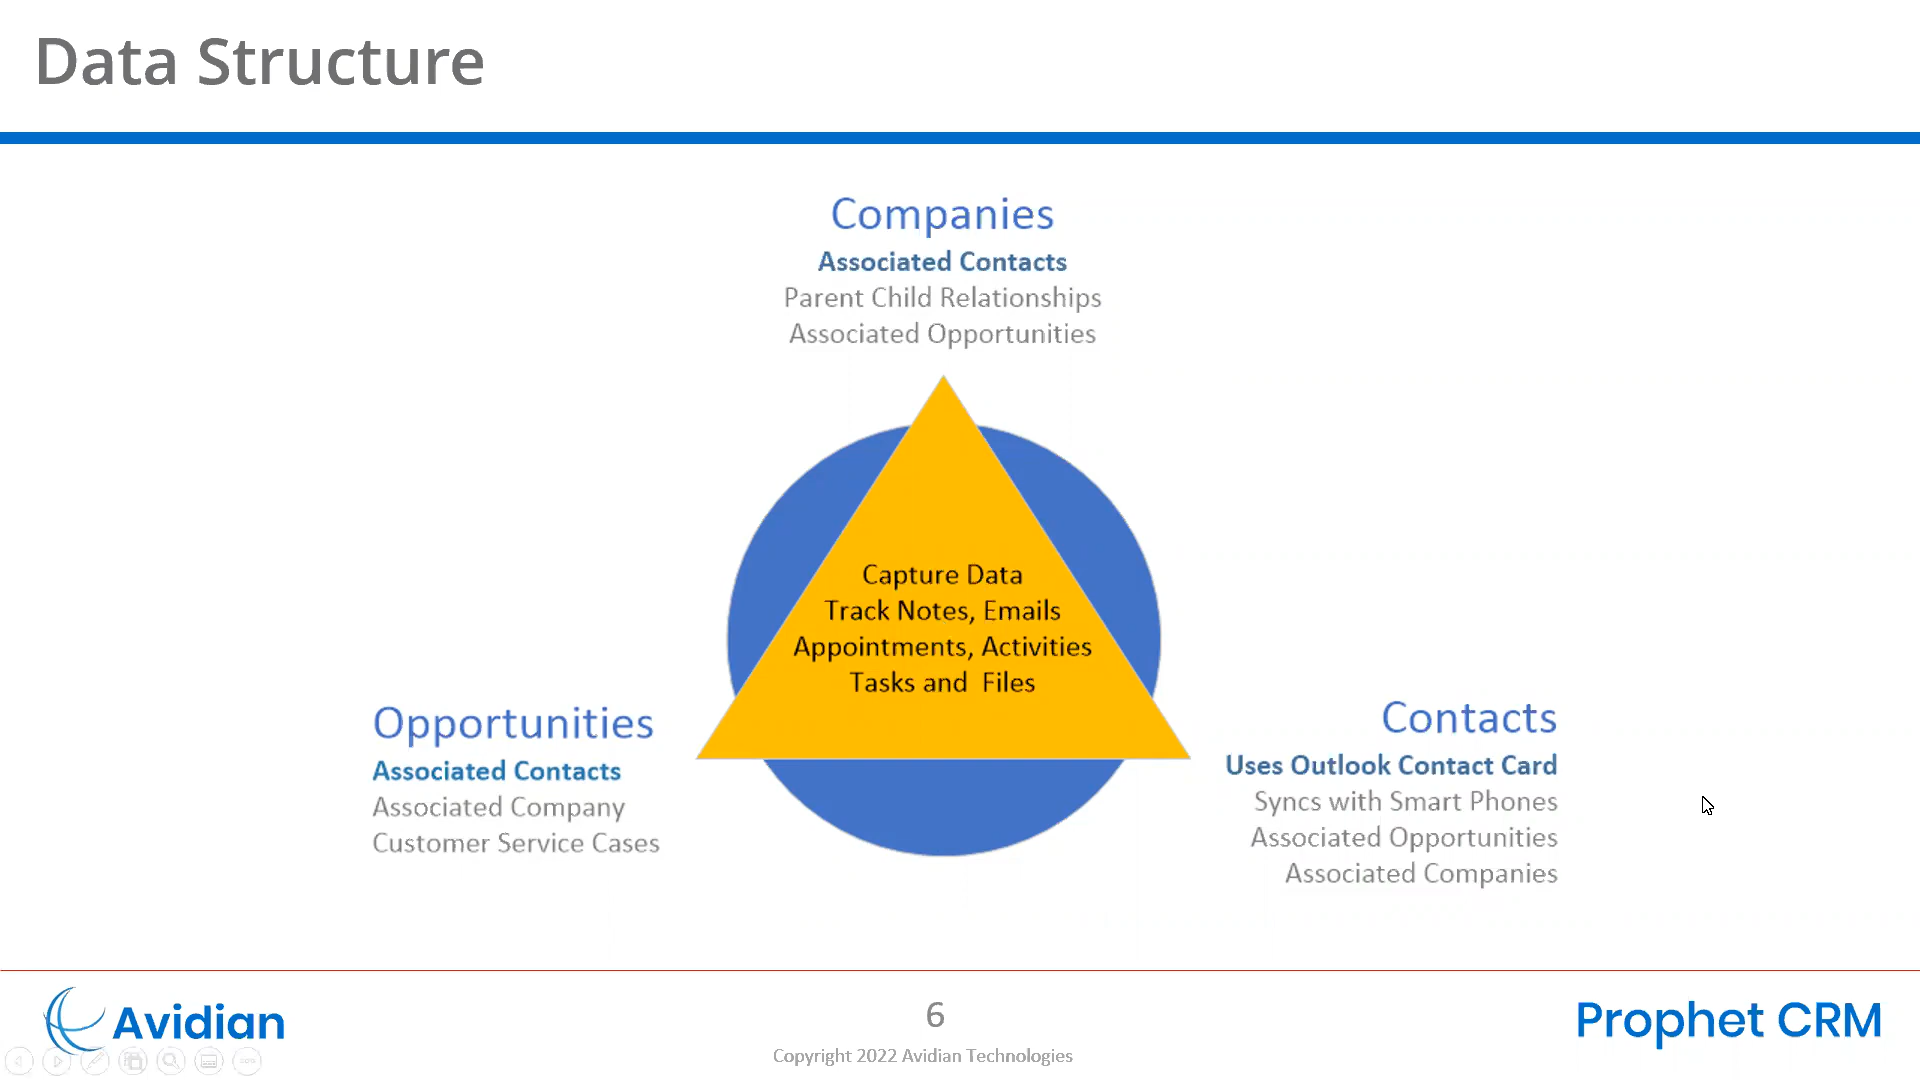 Data Structure
Companies
Associated Contacts
Parent Child Relationships
Associated Opportunities
Capture Data
Track Notes, Emails
Appointments, Activities
Tasks and  Files
Opportunities
Associated Contacts
Associated Company
Customer Service Cases
Contacts
Uses Outlook Contact Card
Syncs with Smart Phones
Associated Opportunities
Associated Companies
Avidian
6
Copyright 2022 Avidian Technologies
Prophet CRM